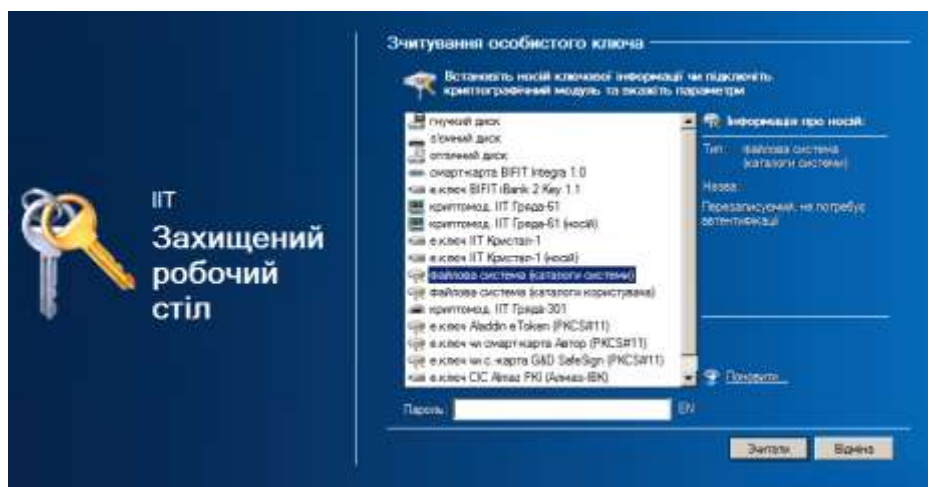 ІІТ
Захищений
робочий
стіл
Зчитування особистого ключа
Встановіть носій ключової інформації чи підключіть
криптографічний модуль та вкажіть параметри
гнучкий диск
з'ємний диск
оптичний диск
смарт-карта BIFIT Integra 1.0
е.ключ BIFIT iBank 2 Key 1.1
криптомод. ІІТ Гряда-61
криптомод. ІІТ Гряда-61 (носій)
е.ключ ІІТ Кристал-1
е.ключ ІІТ Кристал-1 (носій)
файлова система (каталоги системи)
файлова система (каталоги користувача)
криптомод. ІІТ Гряда-301
е.ключ Aladdin eToken (PKCS#11)
е.ключ чи смарт-карта Автор (PKCS#11)
е.ключ чи с.-карта G&D SafeSign (PKCS#11)
е.ключ CIC Almaz PKI (Алмаз-ІВК)
Інформація про носій:
Тип: файлова система
(каталоги системи)
Назва:
Перезаписуємий, не потребує
автентифікації
Поновити...
Пароль:
EN
Зчитати
Відміна